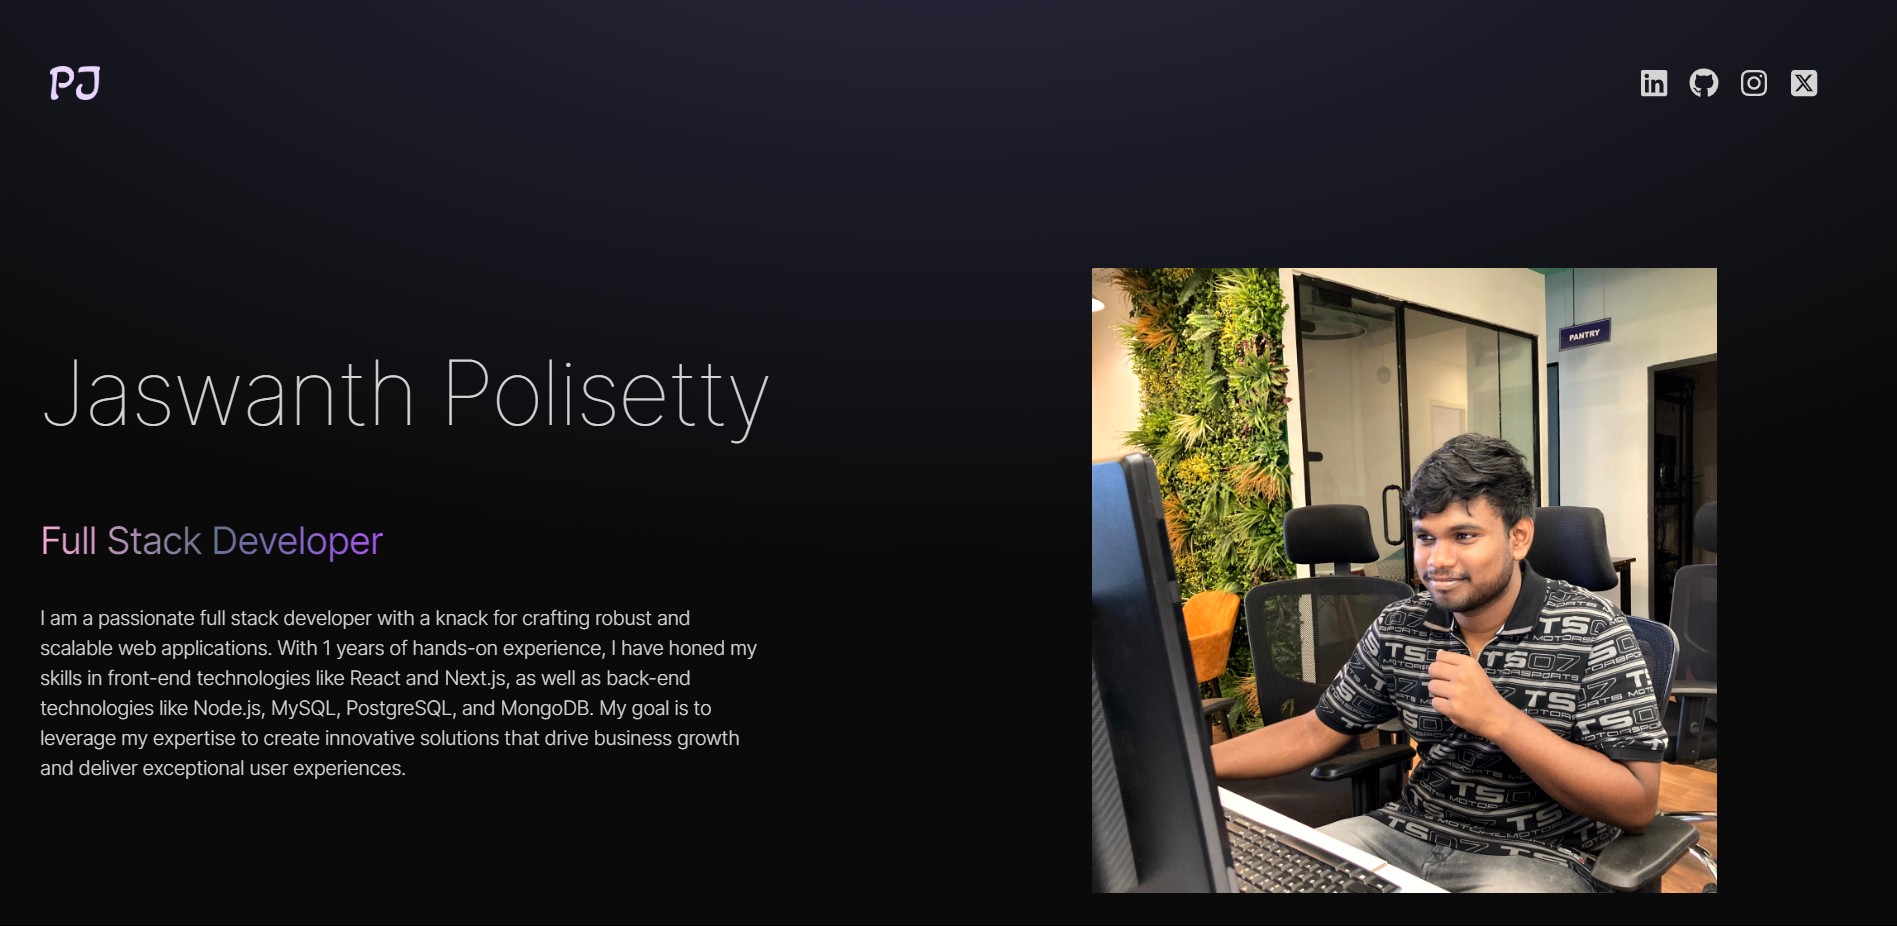 PJ
Jaswanth Polisetty
Full Stack Developer
I am a passionate full stack developer with a knack for crafting robust and
scalable web applications. With 1 years of hands-on experience, I have honed my
skills in front-end technologies like React and Next.js, as well as back-end
technologies like Node.js, MySQL, PostgreSQL, and MongoDB. My goal is to
leverage my expertise to create innovative solutions that drive business growth
and deliver exceptional user experiences.
PANTRY
TS07
MOTORSPORTS